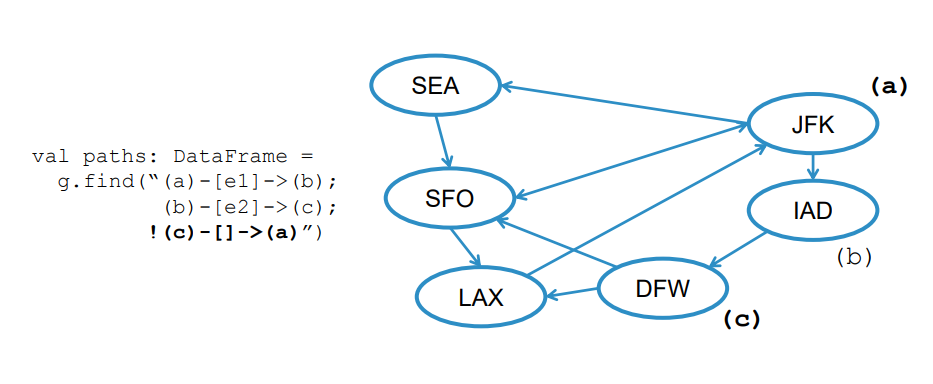 val paths: DataFrame =
g.find(“(a)-[e1]->(b);
(b)-[e2]->(c);
!(c)-[]->(a)”)
SEA
(a)
JFK
SFO
IAD
(b)
LAX
DFW
(c)